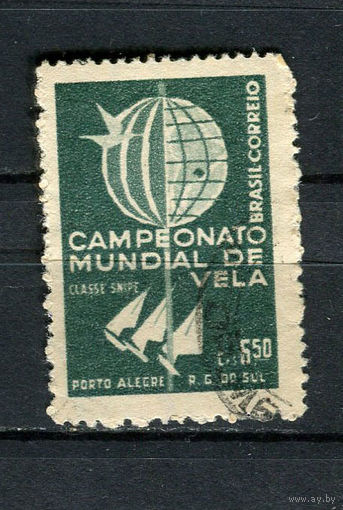 BRASIL CORREIO
CAMPEONATO
MUNDIAL DE
VELA
CLASSE SNIPE
6,50
PORTO ALEGRE R. G. DO SUL
www.ay.by